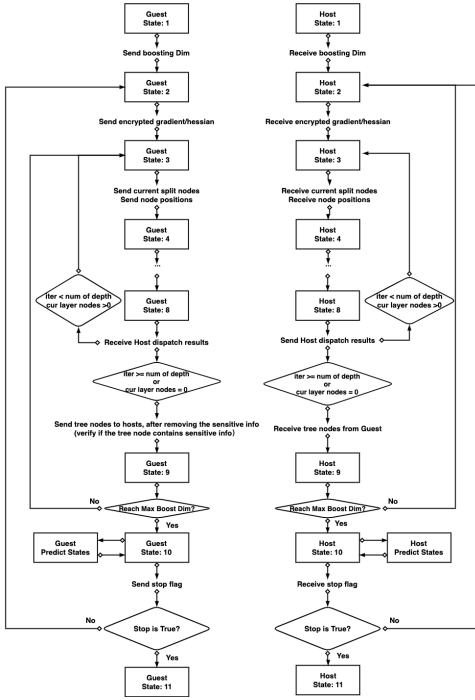 Guest
State: 1
Send boosting Dim
Guest
State: 2
Send encrypted gradient/hessian
Guest
State: 3
Send current split nodes
Send node positions
Guest
State: 4
...
Guest
State: 8
iter < num of depth
cur layer nodes >0
Receive Host dispatch results
iter >= num of depth
or
cur layer nodes = 0
Send tree nodes to hosts, after removing the sensitive info
(verify if the tree node contains sensitive info)
Guest
State: 9
No
Reach Max Boost Dim?
Yes
Guest
Predict States
Guest
State: 10
Send stop flag
No
Stop is True?
Yes
Guest
State: 11
Host
State: 1
Receive boosting Dim
Host
State: 2
Receive encrypted gradient/hessian
Host
State: 3
Receive current split nodes
Receive node positions
Host
State: 4
...
Host
State: 8
iter < num of depth
cur layer nodes >0
Send Host dispatch results
iter >= num of depth
or
cur layer nodes = 0
Receive tree nodes from Guest
Host
State: 9
Reach Max Boost Dim?
No
Yes
Host
State: 10
Host
Predict States
Receive stop flag
Stop is True?
No
Yes
Host
State: 11